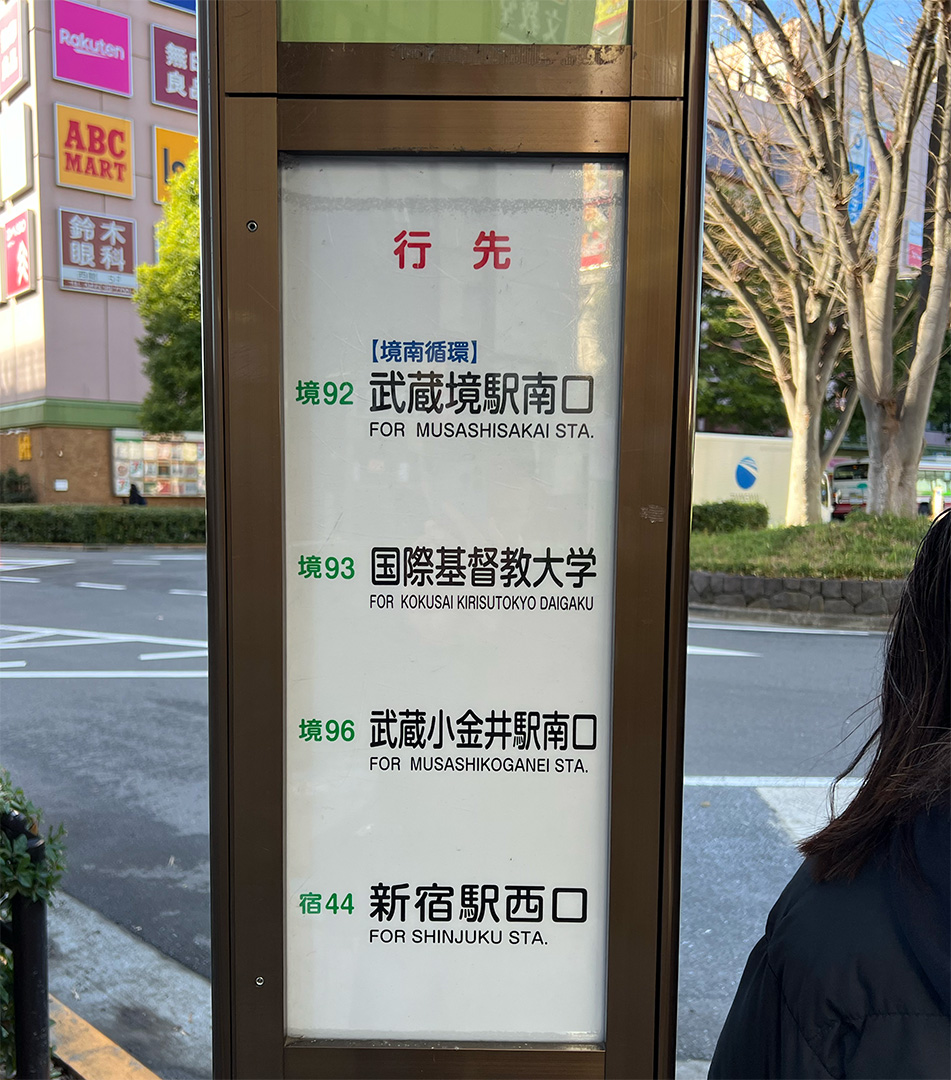 Rakuten
無印
良品
ABC
MART
鈴木
眼科
行先
【境南循環】
境92 武蔵境駅南口
FOR MUSASHISAKAI STA.
境93 国際基督教大学
FOR KOKUSAI KIRISUTOKYO DAIGAKU
境96 武蔵小金井駅南口
FOR MUSASHIKOGANEI STA.
宿44 新宿駅西口
FOR SHINJUKU STA.